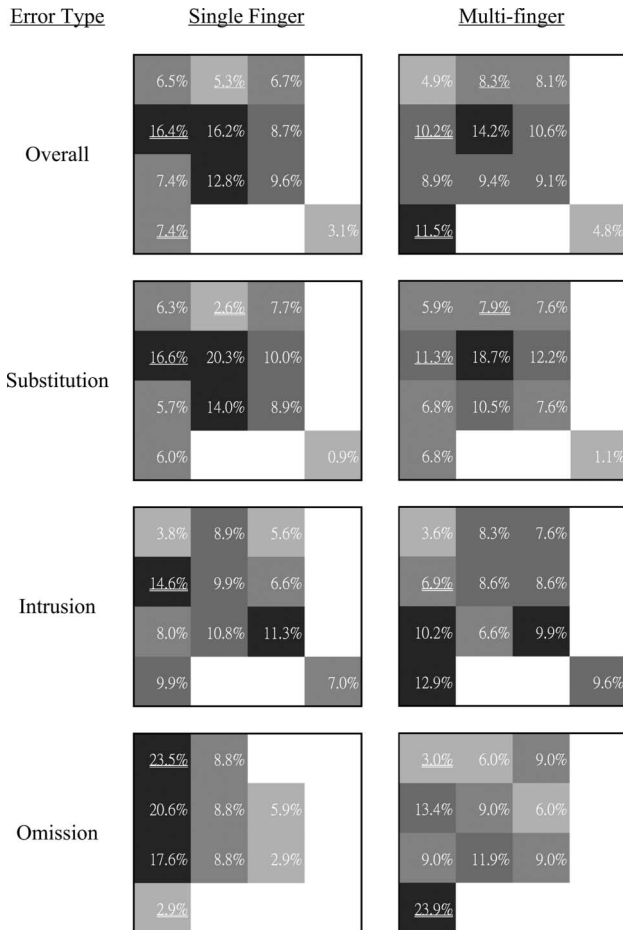 Error Type Single Finger Multi-finger
6.5% 5.3% 6.7% 4.9% 8.3% 8.1%
16.4% 16.2% 8.7% 10.2% 14.2% 10.6%
Overall
7.4% 12.8% 9.6% 8.9% 9.4% 9.1%
7.4% 3.1% 11.5% 4.8%
6.3% 2.6% 7.7% 5.9% 7.9% 7.6%
16.6% 20.3% 10.0% 11.3% 18.7% 12.2%
Substitution
5.7% 14.0% 8.9% 6.8% 10.5% 7.6%
6.0% 0.9% 6.8% 1.1%
3.8% 8.9% 5.6% 3.6% 8.3% 7.6%
14.6% 9.9% 6.6% 6.9% 8.6% 8.6%
Intrusion
8.0% 10.8% 11.3% 10.2% 6.6% 9.9%
9.9% 7.0% 12.9% 9.6%
23.5% 8.8% 3.0% 6.0% 9.0%
20.6% 8.8% 5.9% 13.4% 9.0% 6.0%
Omission
17.6% 8.8% 2.9% 9.0% 11.9% 9.0%
2.9% 23.9%